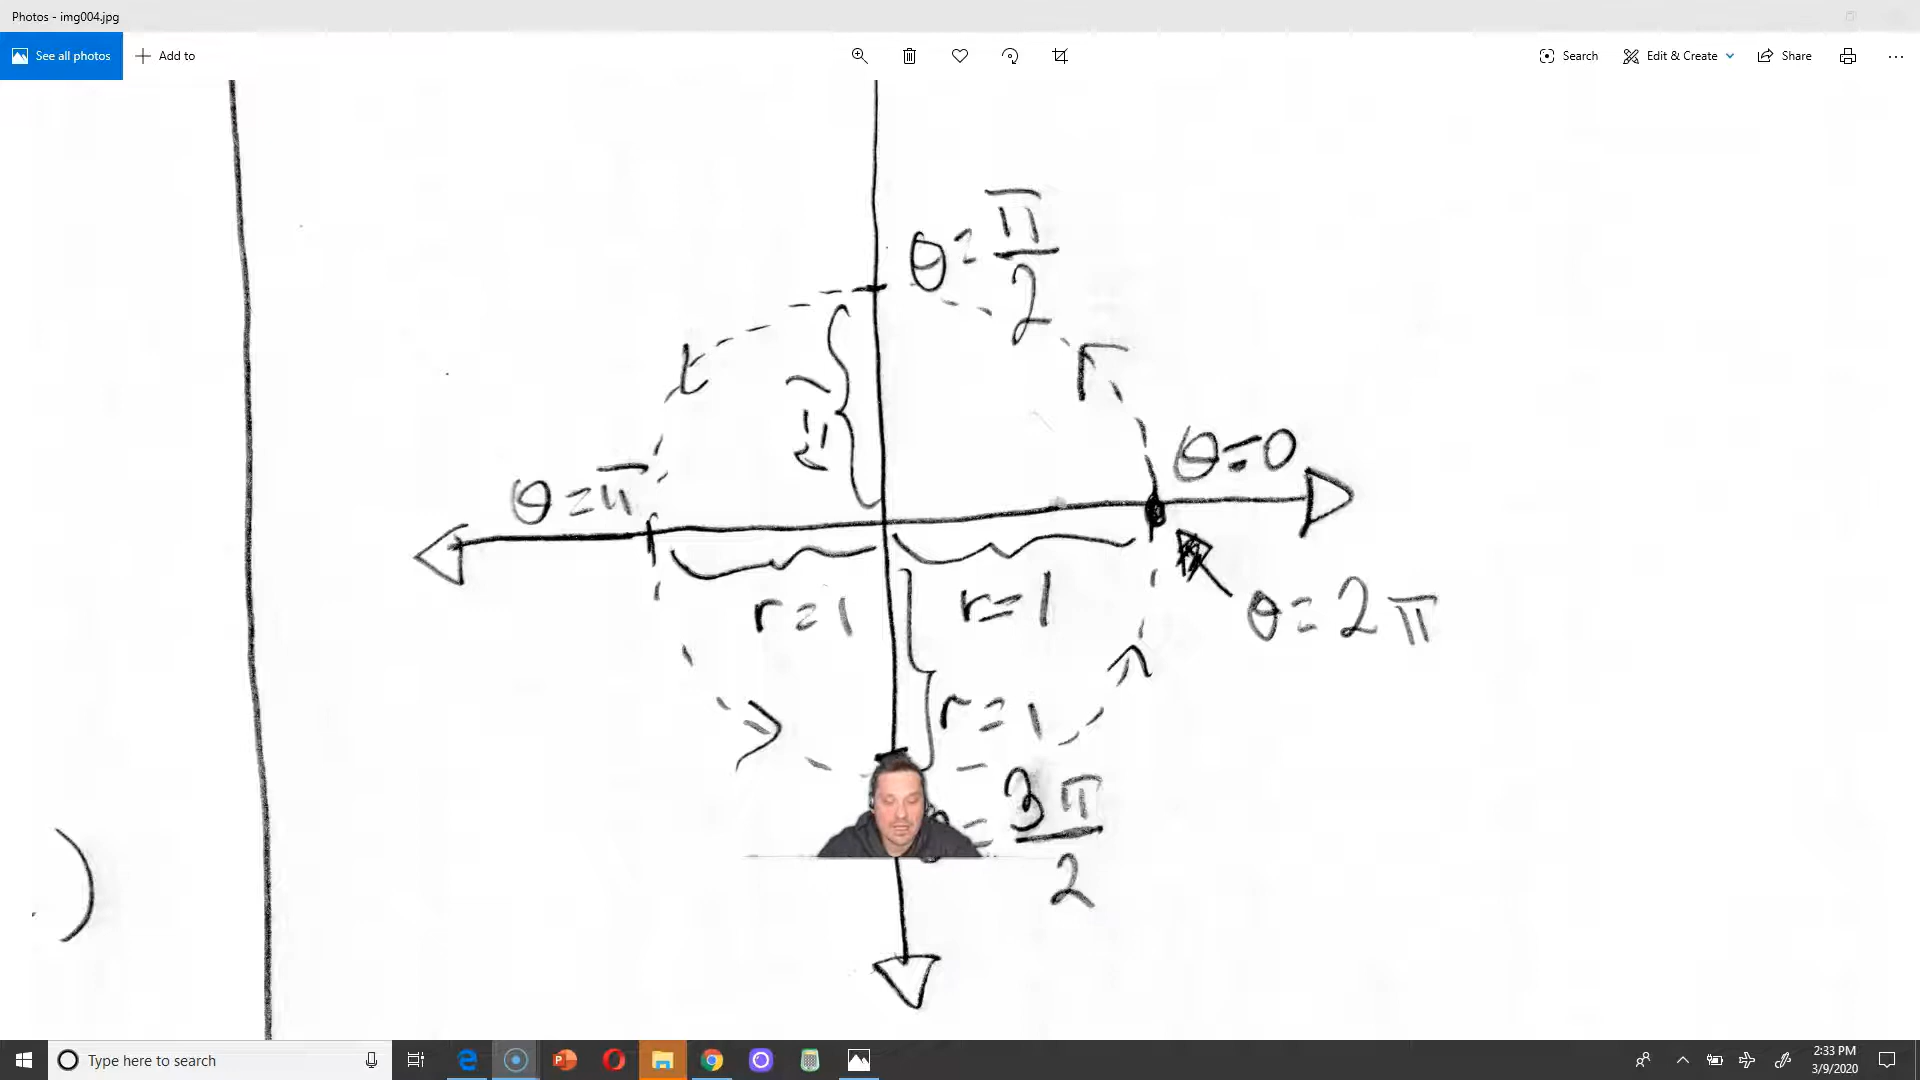 Photos - img004.jpg
See all photos
Add to
Search
Edit & Create
Share
θ = π/2
r = 1
θ = 0
θ = π
r = 1
r = 1
θ = 2π
r = 1
= 3π/2
)
Type here to search
2:33 PM
3/9/2020